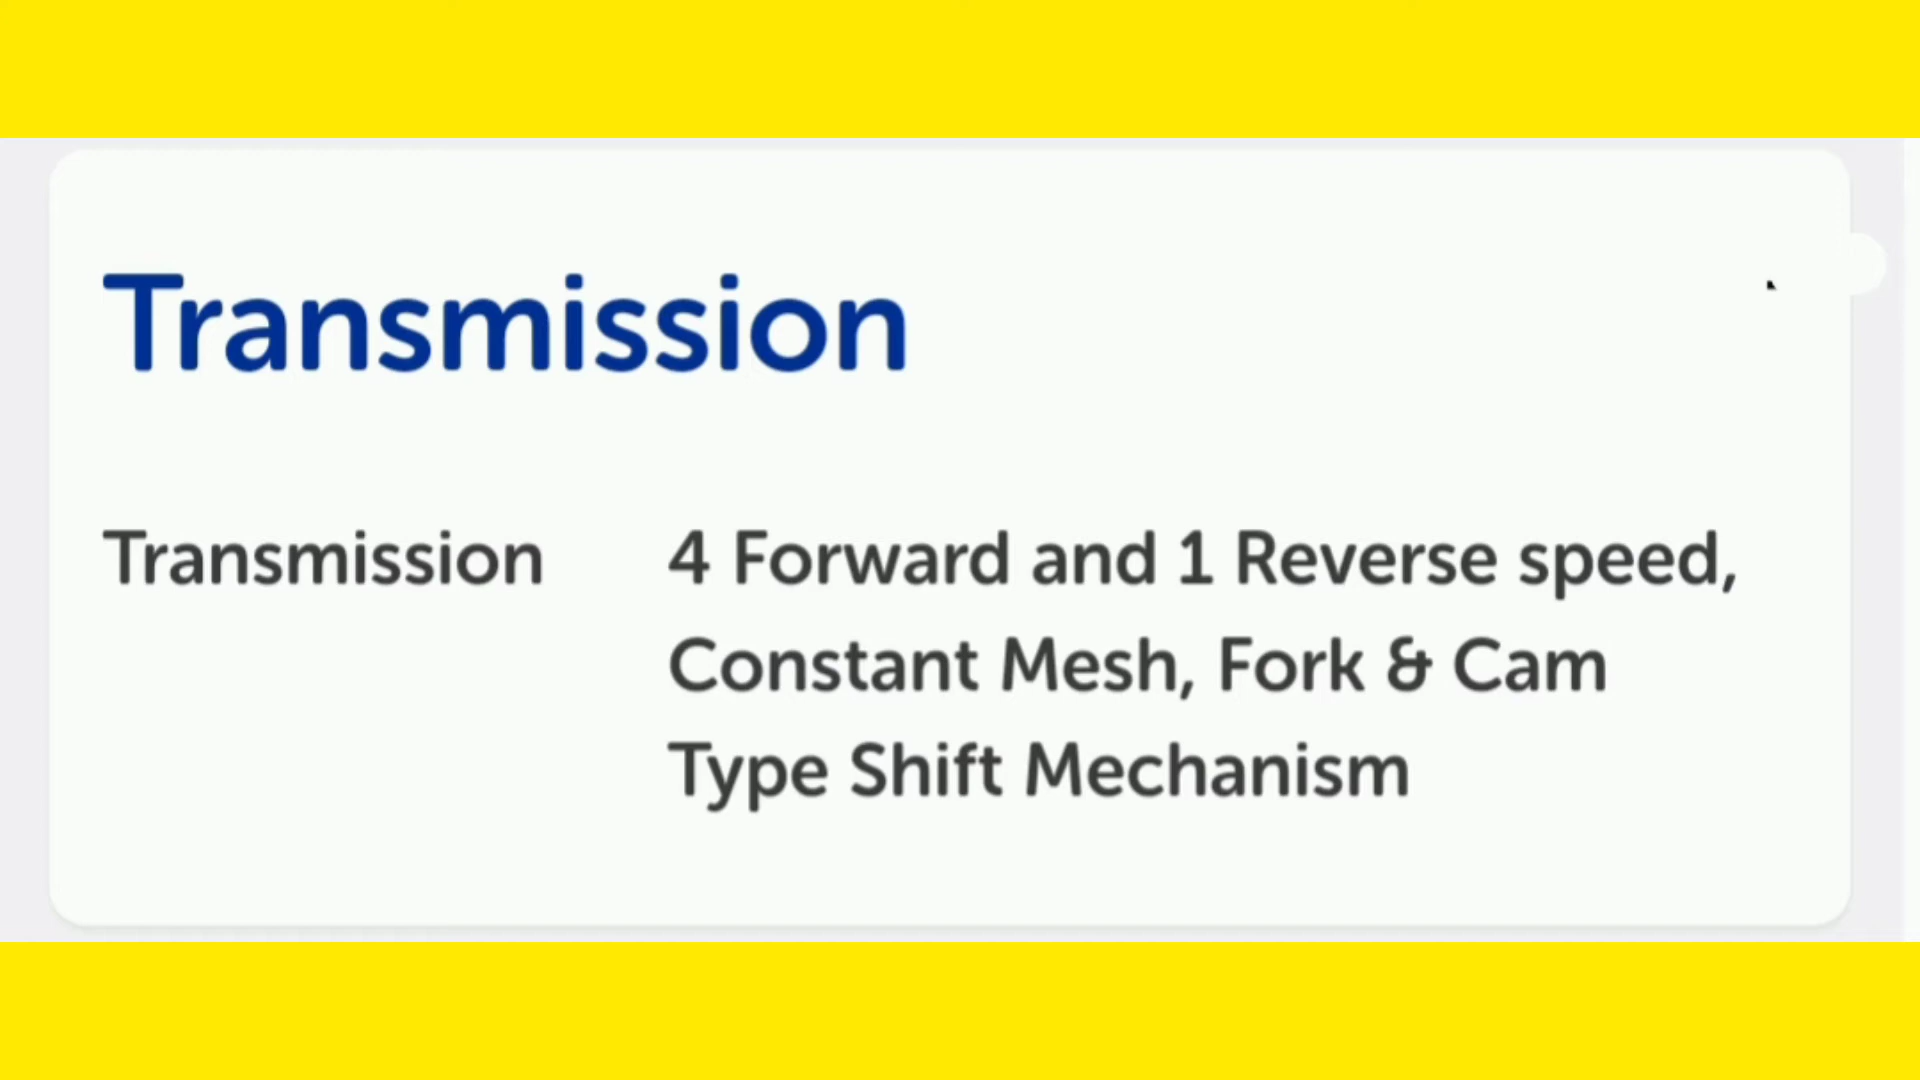 Transmission
Transmission 4 Forward and 1 Reverse speed,
Constant Mesh, Fork & Cam
Type Shift Mechanism